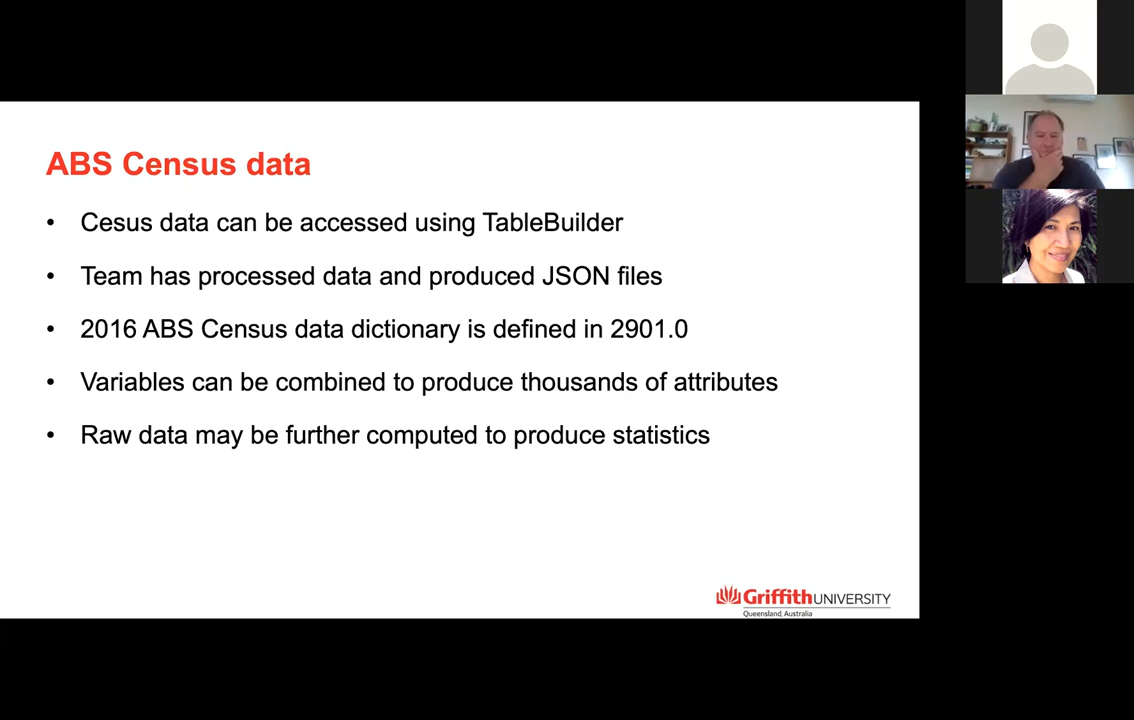 ABS Census data
• Cesus data can be accessed using TableBuilder
• Team has processed data and produced JSON files
• 2016 ABS Census data dictionary is defined in 2901.0
• Variables can be combined to produce thousands of attributes
• Raw data may be further computed to produce statistics
Griffith UNIVERSITY
Queensland, Australia